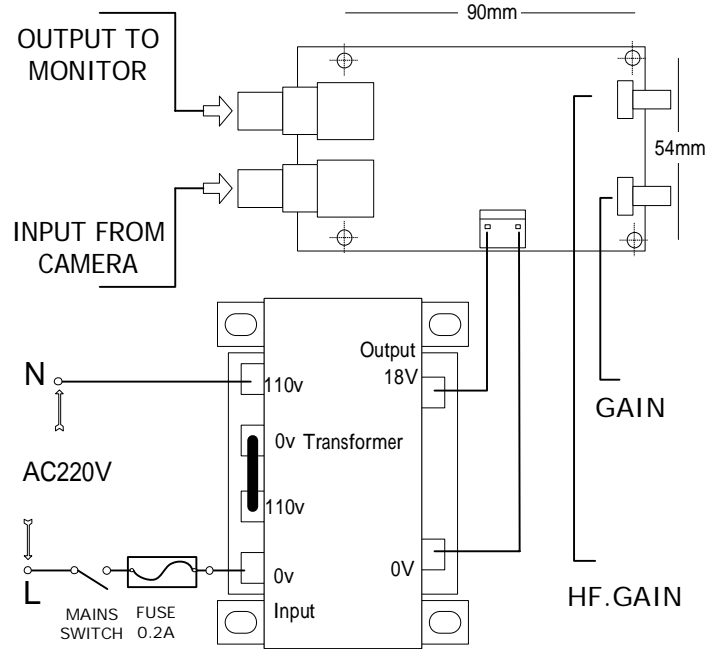 90mm
OUTPUT TO
MONITOR
54mm
INPUT FROM
CAMERA
Output
18V
N
110v
GAIN
0v Transformer
AC220V
110v
0v
0V
L
HF.GAIN
Input
MAINS
SWITCH
FUSE
0.2A